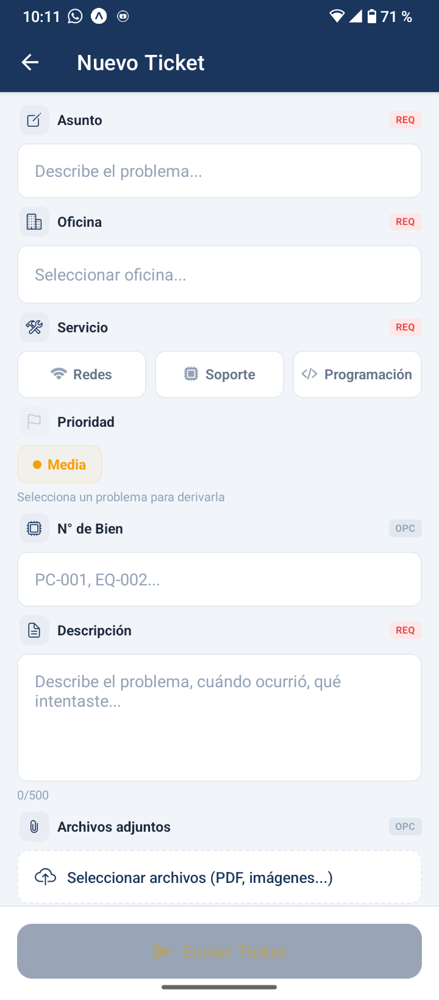 10:11 71 %
Nuevo Ticket
Asunto REQ
Describe el problema...
Oficina REQ
Seleccionar oficina...
Servicio REQ
Redes Soporte </> Programación
Prioridad
Media
Selecciona un problema para derivarla
N° de Bien OPC
PC-001, EQ-002...
Descripción REQ
Describe el problema, cuándo ocurrió, qué
intentaste...
0/500
Archivos adjuntos OPC
Seleccionar archivos (PDF, imágenes...)
Enviar Ticket